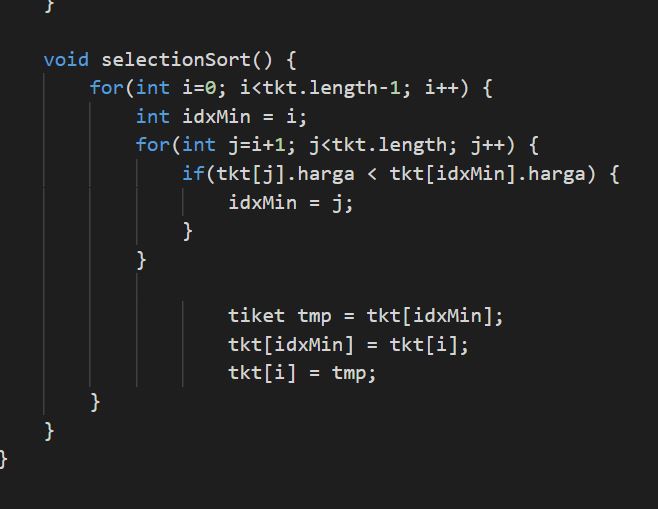 }
void selectionSort() {
for(int i=0; i<tkt.length-1; i++) {
int idxMin = i;
for(int j=i+1; j<tkt.length; j++) {
if(tkt[j].harga < tkt[idxMin].harga) {
idxMin = j;
}
}
tiket tmp = tkt[idxMin];
tkt[idxMin] = tkt[i];
tkt[i] = tmp;
}
}
}